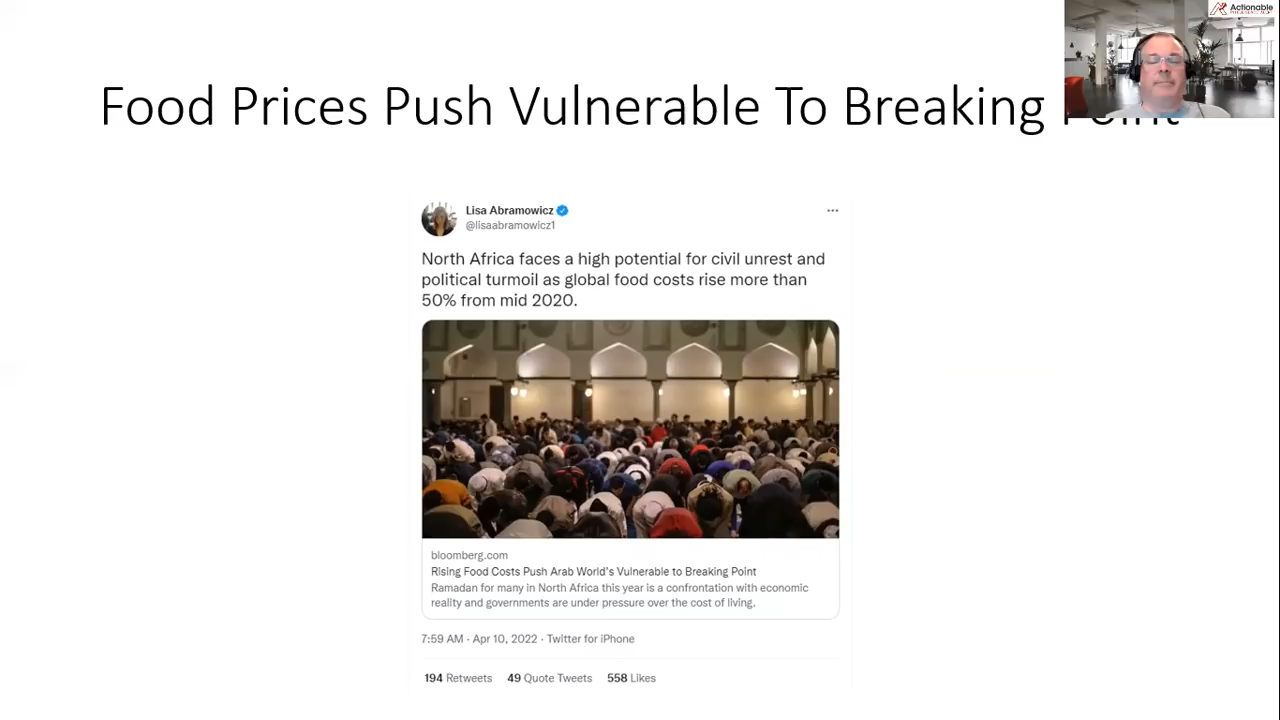 Actionable
Food Prices Push Vulnerable To Breaking Point
Lisa Abramowicz
@lisaabramowicz1
North Africa faces a high potential for civil unrest and
political turmoil as global food costs rise more than
50% from mid 2020.
bloomberg.com
Rising Food Costs Push Arab World's Vulnerable to Breaking Point
Ramadan for many in North Africa this year is a confrontation with economic
reality and governments are under pressure over the cost of living.
7:59 AM · Apr 10, 2022 · Twitter for iPhone
194 Retweets 49 Quote Tweets 558 Likes